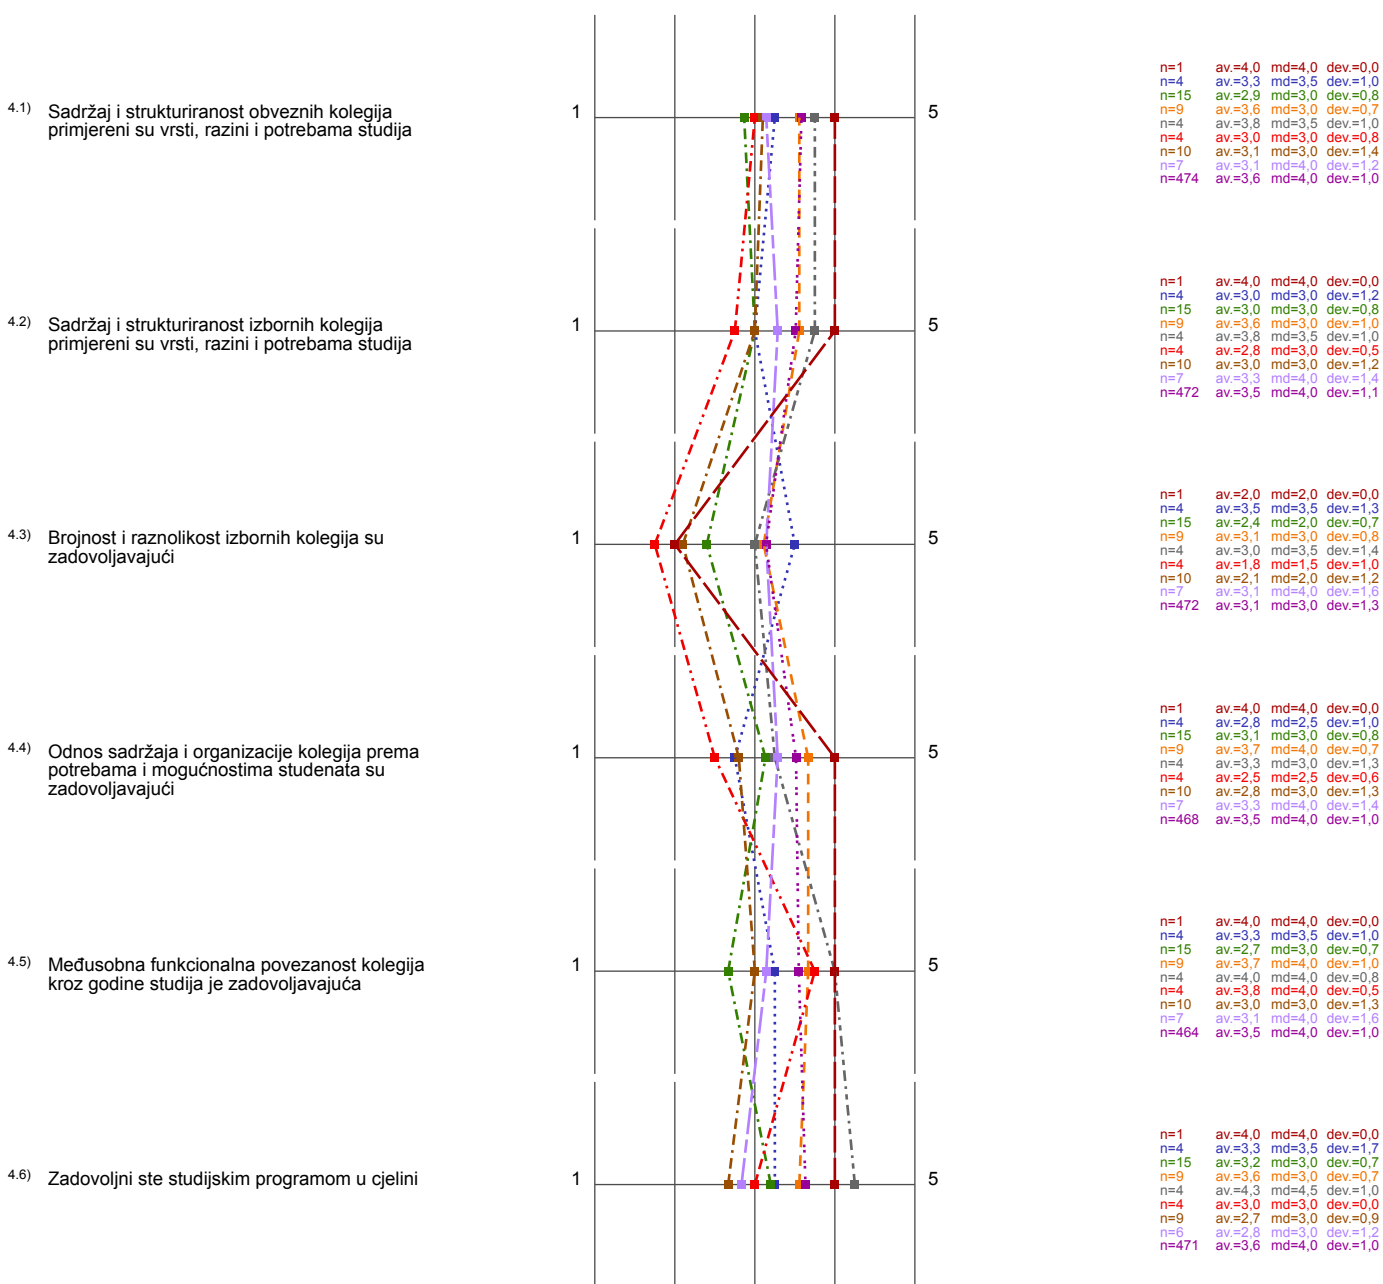 n=1 av.=4,0 md=4,0 dev.=0,0
n=4 av.=3,3 md=3,5 dev.=1,0
n=15 av.=2,9 md=3,0 dev.=0,8
n=9 av.=3,6 md=3,0 dev.=0,7
n=4 av.=3,8 md=3,5 dev.=1,0
n=4 av.=3,0 md=3,0 dev.=0,8
n=10 av.=3,1 md=3,0 dev.=1,4
n=7 av.=3,1 md=4,0 dev.=1,2
n=474 av.=3,6 md=4,0 dev.=1,0
4.1) Sadržaj i strukturiranost obveznih kolegija
primjereni su vrsti, razini i potrebama studija
1 5
n=1 av.=4,0 md=4,0 dev.=0,0
n=4 av.=3,0 md=3,0 dev.=1,2
n=15 av.=3,0 md=3,0 dev.=0,8
n=9 av.=3,6 md=3,0 dev.=1,0
n=4 av.=3,8 md=3,5 dev.=1,0
n=4 av.=2,8 md=3,0 dev.=0,5
n=10 av.=3,0 md=3,0 dev.=1,2
n=7 av.=3,3 md=4,0 dev.=1,4
n=472 av.=3,5 md=4,0 dev.=1,1
4.2) Sadržaj i strukturiranost izbornih kolegija
primjereni su vrsti, razini i potrebama studija
1 5
n=1 av.=2,0 md=2,0 dev.=0,0
n=4 av.=3,5 md=3,5 dev.=1,3
n=15 av.=2,4 md=2,0 dev.=0,7
n=9 av.=3,1 md=3,0 dev.=0,8
n=4 av.=3,0 md=3,5 dev.=1,4
n=4 av.=1,8 md=1,5 dev.=1,0
n=10 av.=2,1 md=2,0 dev.=1,2
n=7 av.=3,1 md=4,0 dev.=1,6
n=472 av.=3,1 md=3,0 dev.=1,3
4.3) Brojnost i raznolikost izbornih kolegija su
zadovoljavajući
1 5
n=1 av.=4,0 md=4,0 dev.=0,0
n=4 av.=2,8 md=2,5 dev.=1,0
n=15 av.=3,1 md=3,0 dev.=0,8
n=9 av.=3,7 md=4,0 dev.=0,7
n=4 av.=3,3 md=3,0 dev.=1,3
n=4 av.=2,5 md=2,5 dev.=0,6
n=10 av.=2,8 md=3,0 dev.=1,3
n=7 av.=3,3 md=4,0 dev.=1,4
n=468 av.=3,5 md=4,0 dev.=1,0
4.4) Odnos sadržaja i organizacije kolegija prema
potrebama i mogućnostima studenata su
zadovoljavajući
1 5
n=1 av.=4,0 md=4,0 dev.=0,0
n=4 av.=3,3 md=3,5 dev.=1,0
n=15 av.=2,7 md=3,0 dev.=0,7
n=9 av.=3,7 md=4,0 dev.=1,0
n=4 av.=4,0 md=4,0 dev.=0,8
n=4 av.=3,8 md=4,0 dev.=0,5
n=10 av.=3,0 md=3,0 dev.=1,3
n=7 av.=3,1 md=4,0 dev.=1,6
n=464 av.=3,5 md=4,0 dev.=1,0
4.5) Međusobna funkcionalna povezanost kolegija
kroz godine studija je zadovoljavajuća
1 5
n=1 av.=4,0 md=4,0 dev.=0,0
n=4 av.=3,3 md=3,5 dev.=1,7
n=15 av.=3,2 md=3,0 dev.=0,7
n=9 av.=3,6 md=3,0 dev.=0,7
n=4 av.=4,3 md=4,5 dev.=1,0
n=4 av.=3,0 md=3,0 dev.=0,0
n=9 av.=2,7 md=3,0 dev.=0,9
n=6 av.=2,8 md=3,0 dev.=1,2
n=471 av.=3,6 md=4,0 dev.=1,0
4.6) Zadovoljni ste studijskim programom u cjelini
1 5